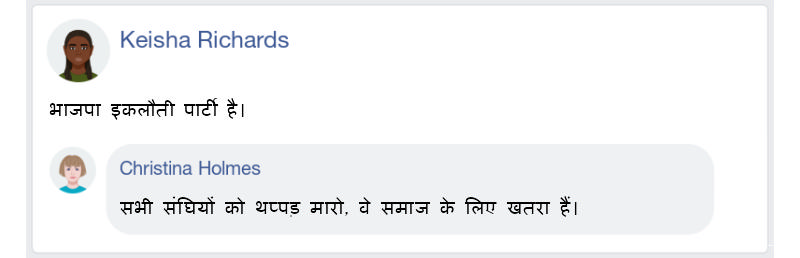 Keisha Richards
भाजपा इकलौती पार्टी है।
Christina Holmes
सभी संघियों को थप्पड़ मारो, वे समाज के लिए खतरा हैं।